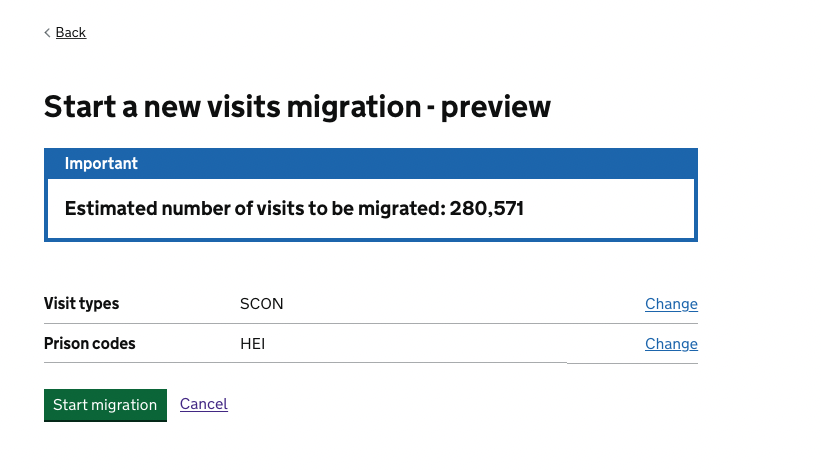 Back
Start a new visits migration - preview
Important
Estimated number of visits to be migrated: 280,571
Visit types SCON Change
Prison codes HEI Change
Start migration Cancel